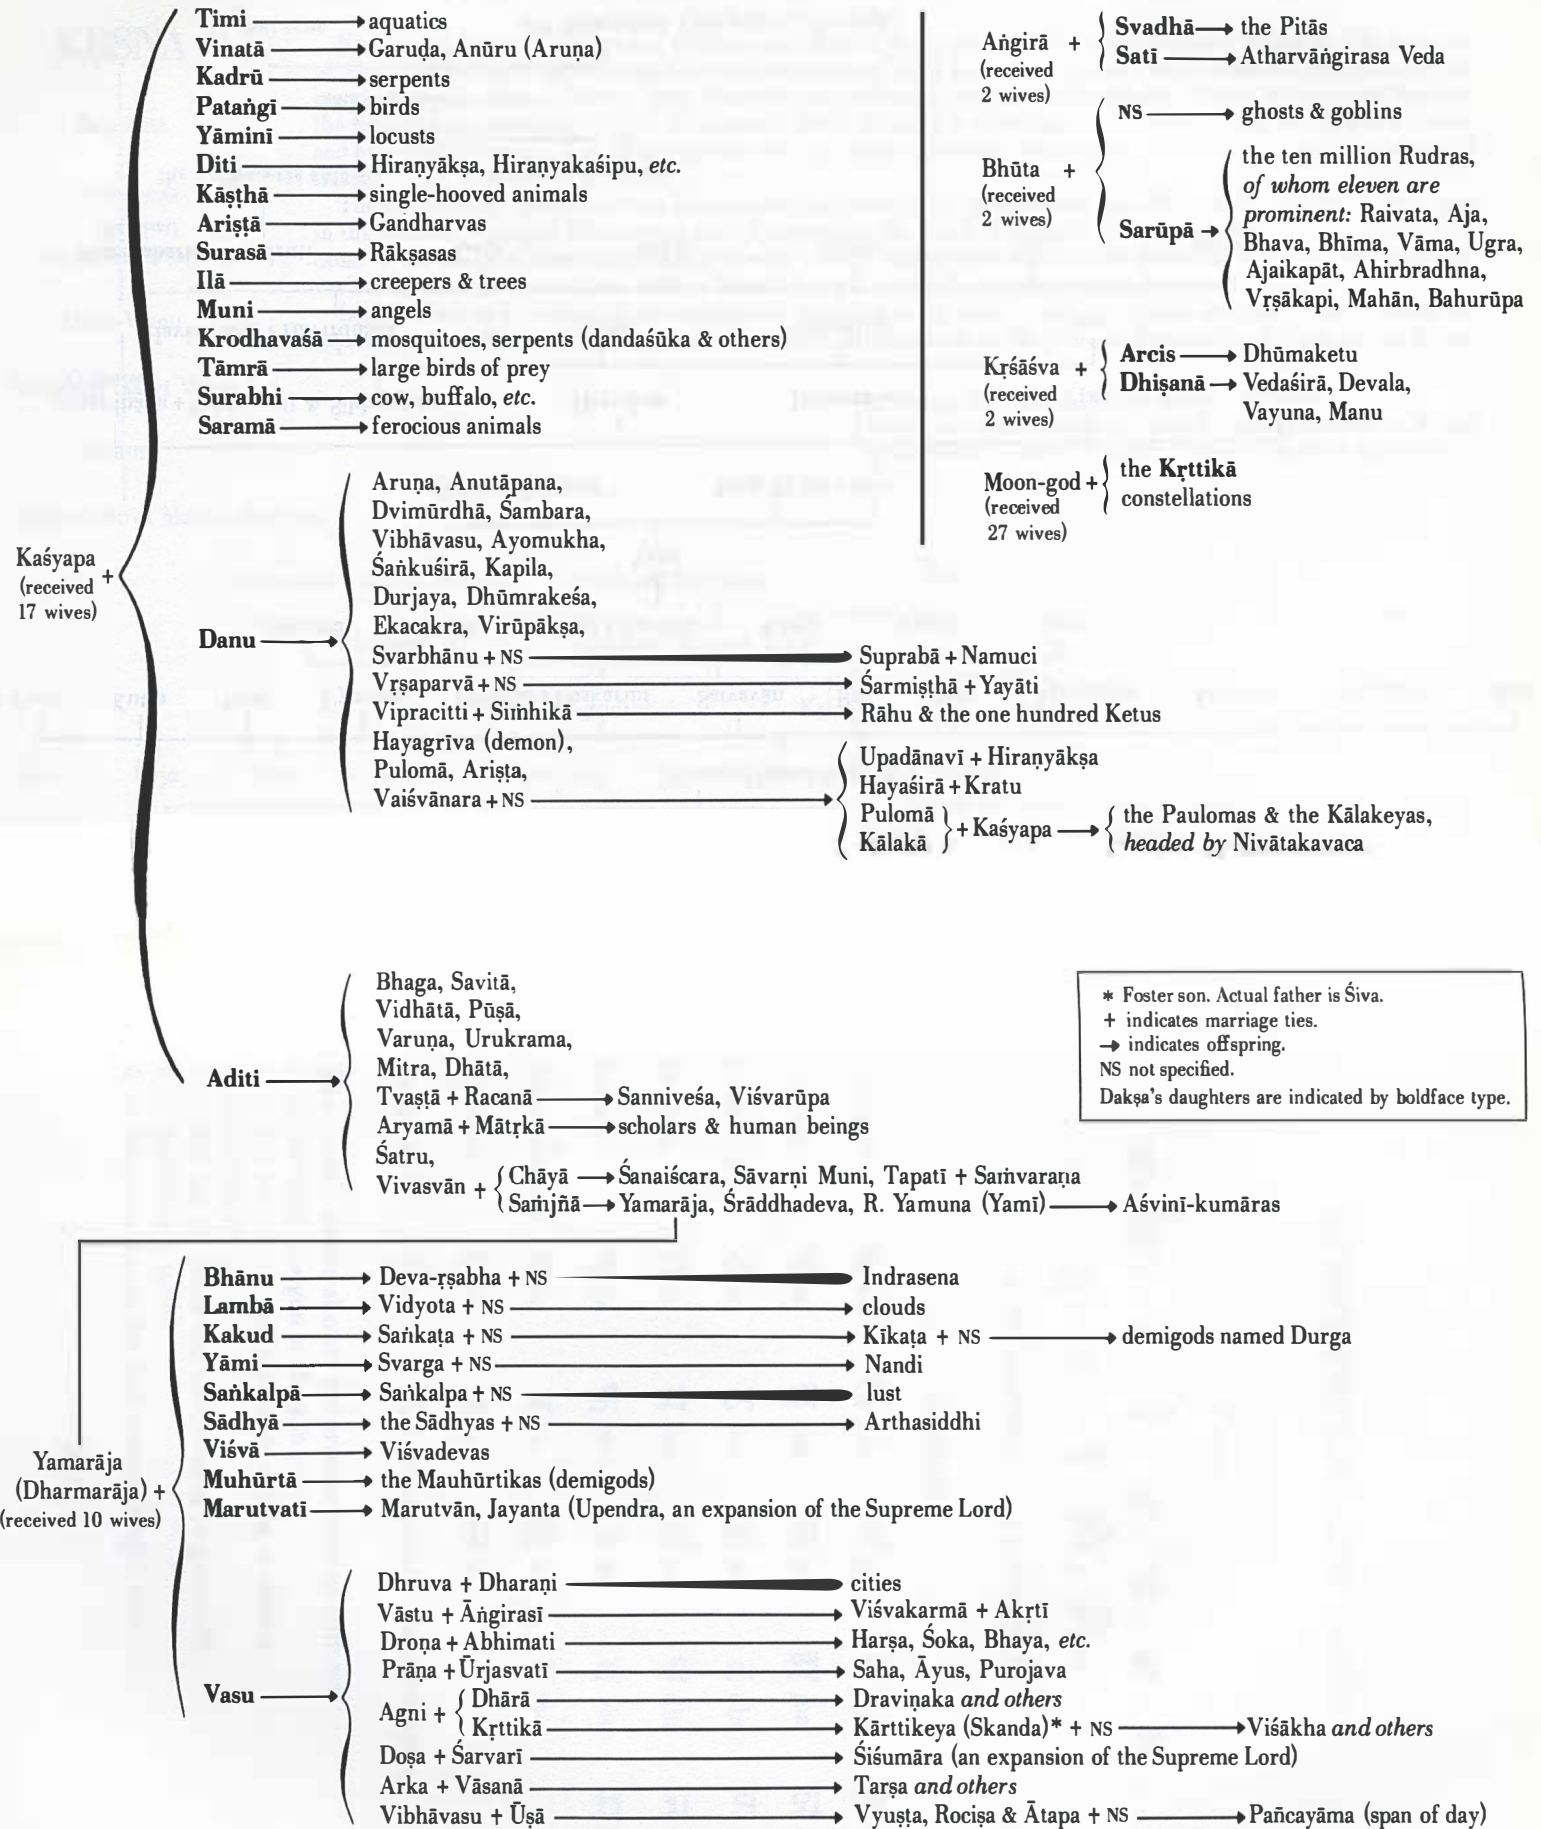 Timi → aquatics
Vinatā → Garuḍa, Anūru (Aruṇa)
Kadrū → serpents
Pataṅgī → birds
Yāminī → locusts
Diti → Hiraṇyākṣa, Hiraṇyakaśipu, etc.
Kāṣṭhā → single-hooved animals
Ariṣṭā → Gandharvas
Surasā → Rākṣasas
Ilā → creepers & trees
Muni → angels
Krodhavaśā → mosquitoes, serpents (dandaśūka & others)
Tāmrā → large birds of prey
Surabhi → cow, buffalo, etc.
Saramā → ferocious animals
Kaśyapa +
(received
17 wives)
Danu →
Aruṇa, Anutāpana,
Dvimūrdhā, Śambara,
Vibhāvasu, Ayomukha,
Śaṅkuśirā, Kapila,
Durjaya, Dhūmrakeśa,
Ekacakra, Virūpākṣa,
Svarbhānu + NS → Suprabā + Namuci
Vṛṣaparvā + NS → Śarmiṣṭhā + Yayāti
Vipracitti + Siṁhikā → Rāhu & the one hundred Ketus
Hayagrīva (demon),
Pulomā, Ariṣṭa,
Vaiśvānara + NS →
Upadānavī + Hiraṇyākṣa
Hayaśirā + Kratu
Pulomā
Kālakā
+ Kaśyapa →
the Paulomas & the Kālakeyas,
headed by Nivātakavaca
Aditi →
Bhaga, Savitā,
Vidhātā, Pūṣā,
Varuṇa, Urukrama,
Mitra, Dhātā,
Tvaṣṭā + Racanā → Sanniveśa, Viśvarūpa
Aryamā + Mātṛkā → scholars & human beings
Śatru,
Vivasvān +
Chāyā → Śanaiścara, Sāvarṇi Muni, Tapatī + Saṁvaraṇa
Saṁjñā → Yamarāja, Śrāddhadeva, R. Yamuna (Yamī) → Aśvinī-kumāras
Aṅgirā +
(received
2 wives)
Svadhā → the Pitās
Satī → Atharvāṅgirasa Veda
Bhūta +
(received
2 wives)
NS → ghosts & goblins
Sarūpā →
the ten million Rudras,
of whom eleven are
prominent: Raivata, Aja,
Bhava, Bhīma, Vāma, Ugra,
Ajaikapāt, Ahirbradhna,
Vṛṣākapi, Mahān, Bahurūpa
Kṛśāśva +
(received
2 wives)
Arcis → Dhūmaketu
Dhiṣanā → Vedaśirā, Devala,
Vayuna, Manu
Moon-god +
(received
27 wives)
the Kṛttikā
constellations
* Foster son. Actual father is Śiva.
+ indicates marriage ties.
→ indicates offspring.
NS not specified.
Dakṣa's daughters are indicated by boldface type.
Yamarāja
(Dharmarāja) +
(received 10 wives)
Bhānu → Deva-ṛṣabha + NS → Indrasena
Lambā → Vidyota + NS → clouds
Kakud → Saṅkaṭa + NS → Kīkaṭa + NS → demigods named Durga
Yāmi → Svarga + NS → Nandi
Saṅkalpā → Saṅkalpa + NS → lust
Sādhyā → the Sādhyas + NS → Arthasiddhi
Viśvā → Viśvadevas
Muhūrtā → the Mauhūrtikas (demigods)
Marutvatī → Marutvān, Jayanta (Upendra, an expansion of the Supreme Lord)
Vasu →
Dhruva + Dharaṇi → cities
Vāstu + Āṅgirasī → Viśvakarmā + Akṛtī
Droṇa + Abhimati → Harṣa, Śoka, Bhaya, etc.
Prāṇa + Ūrjasvatī → Saha, Āyus, Purojava
Agni +
Dhārā → Draviṇaka and others
Kṛttikā → Kārttikeya (Skanda)* + NS → Viśākha and others
Doṣa + Śarvarī → Śiśumāra (an expansion of the Supreme Lord)
Arka + Vāsanā → Tarṣa and others
Vibhāvasu + Ūṣā → Vyuṣṭa, Rociṣa & Ātapa + NS → Pañcayāma (span of day)